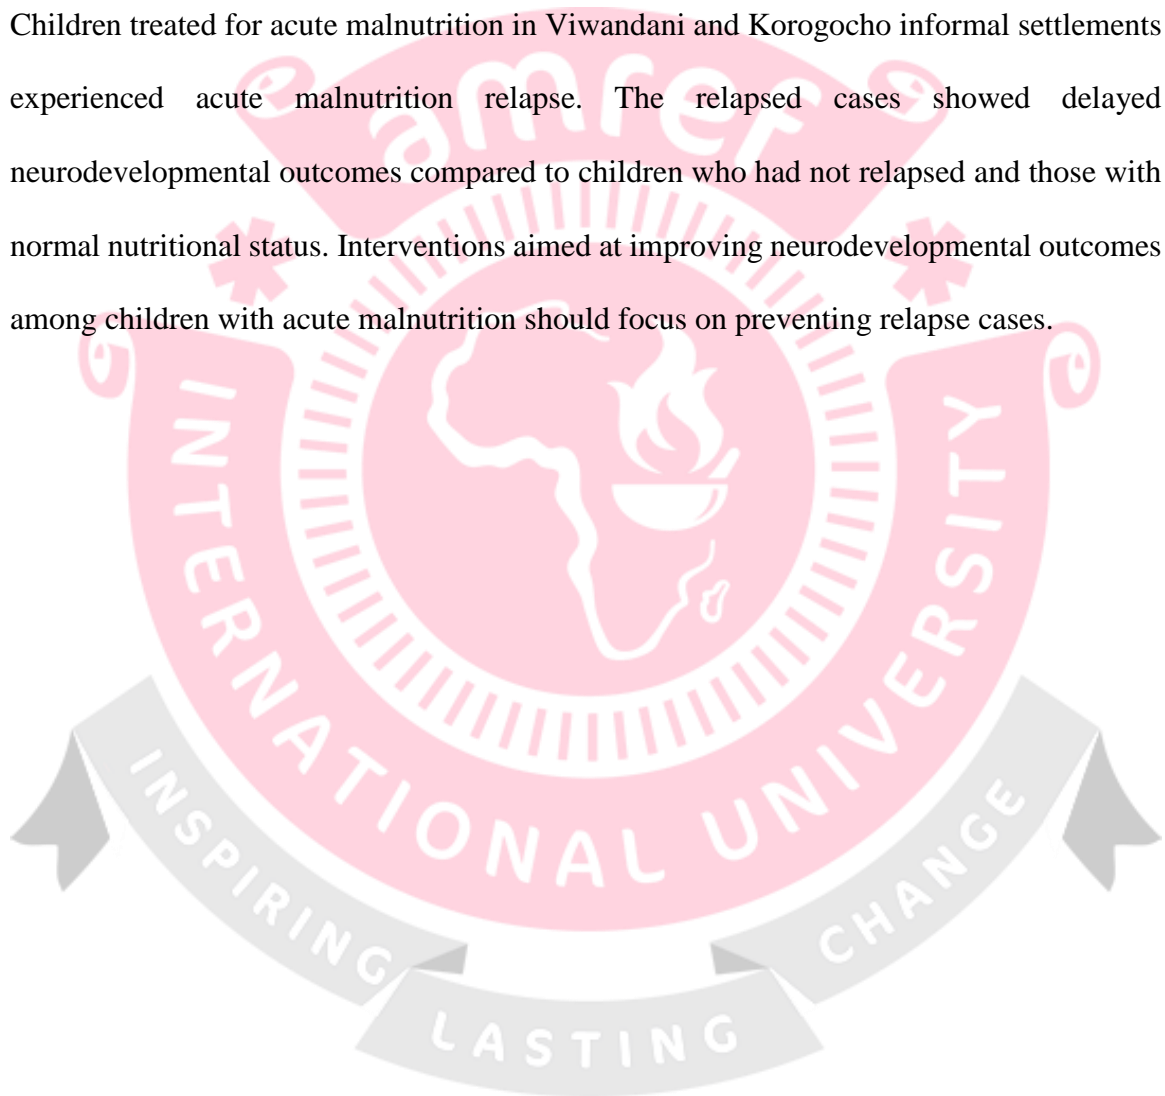 Children treated for acute malnutrition in Viwandani and Korogocho informal settlements
experienced acute malnutrition relapse. The relapsed cases showed delayed
neurodevelopmental outcomes compared to children who had not relapsed and those with
normal nutritional status. Interventions aimed at improving neurodevelopmental outcomes
among children with acute malnutrition should focus on preventing relapse cases.
amref
INTERNATIONAL UNIVERSITY
INSPIRING
LASTING
CHANGE